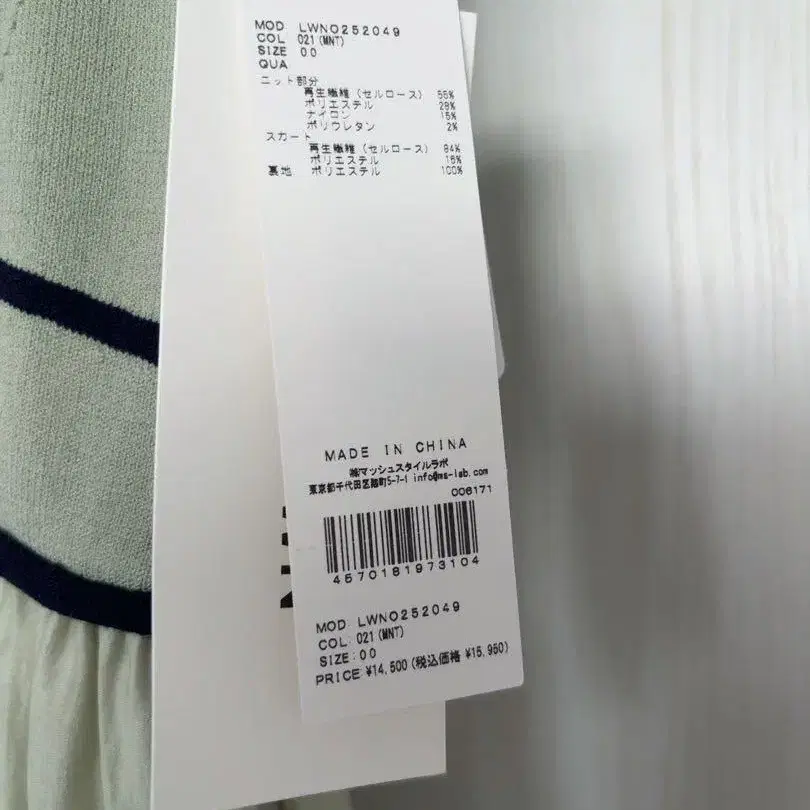 MOD LWNO252049
COL 021(MNT)
SIZE 00
QUA
ニット部分
再生繊維(セルロース) 55%
ポリエステル 28%
ナイロン 15%
ポリウレタン 2%
スカート
再生繊維(セルロース) 84%
ポリエステル 16%
裏地 ポリエステル 100%
MADE IN CHINA
㈱マッシュスタイルラボ
東京都千代田区麹町5-7-1 info@ms-lab.com
006171
4570181973104
MOD: LWNO252049
COL: 021(MNT)
SIZE:00
PRICE:¥14,500(税込価格 ¥15,950)